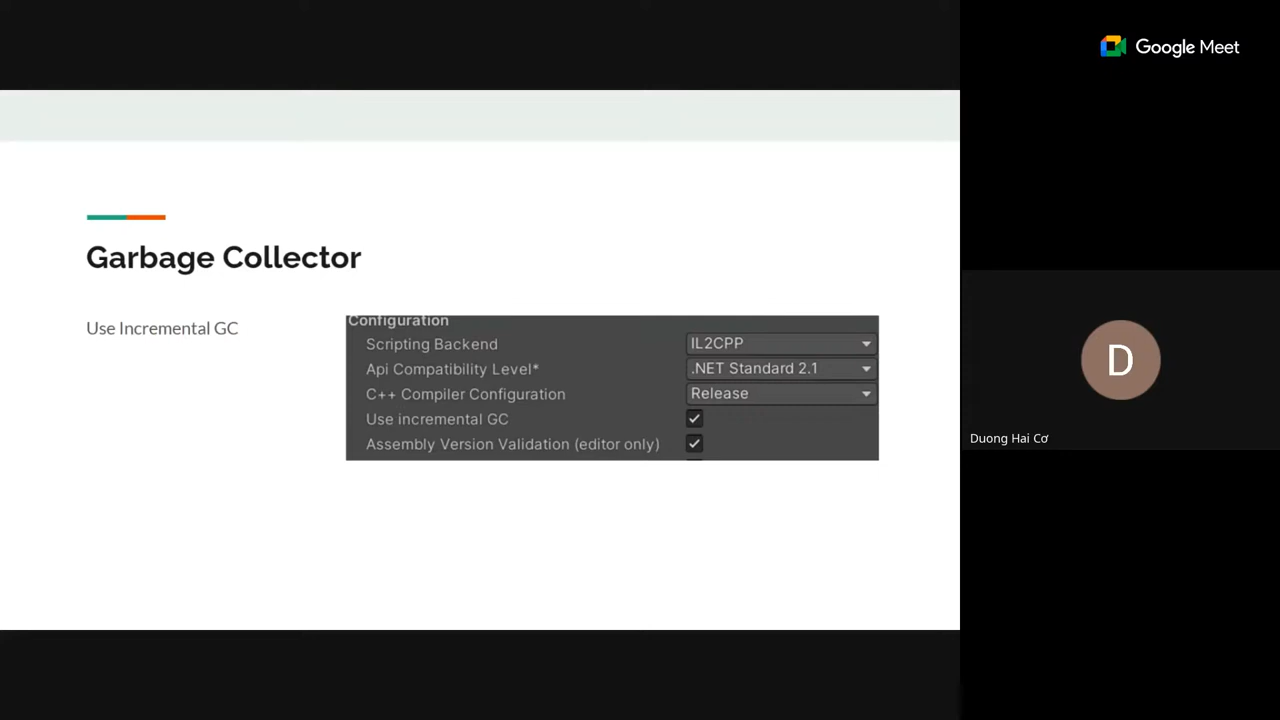 Google Meet
Garbage Collector
Use Incremental GC
Configuration
Scripting Backend IL2CPP
Api Compatibility Level* .NET Standard 2.1
C++ Compiler Configuration Release
Use incremental GC
Assembly Version Validation (editor only)
D
Duong Hai Cơ